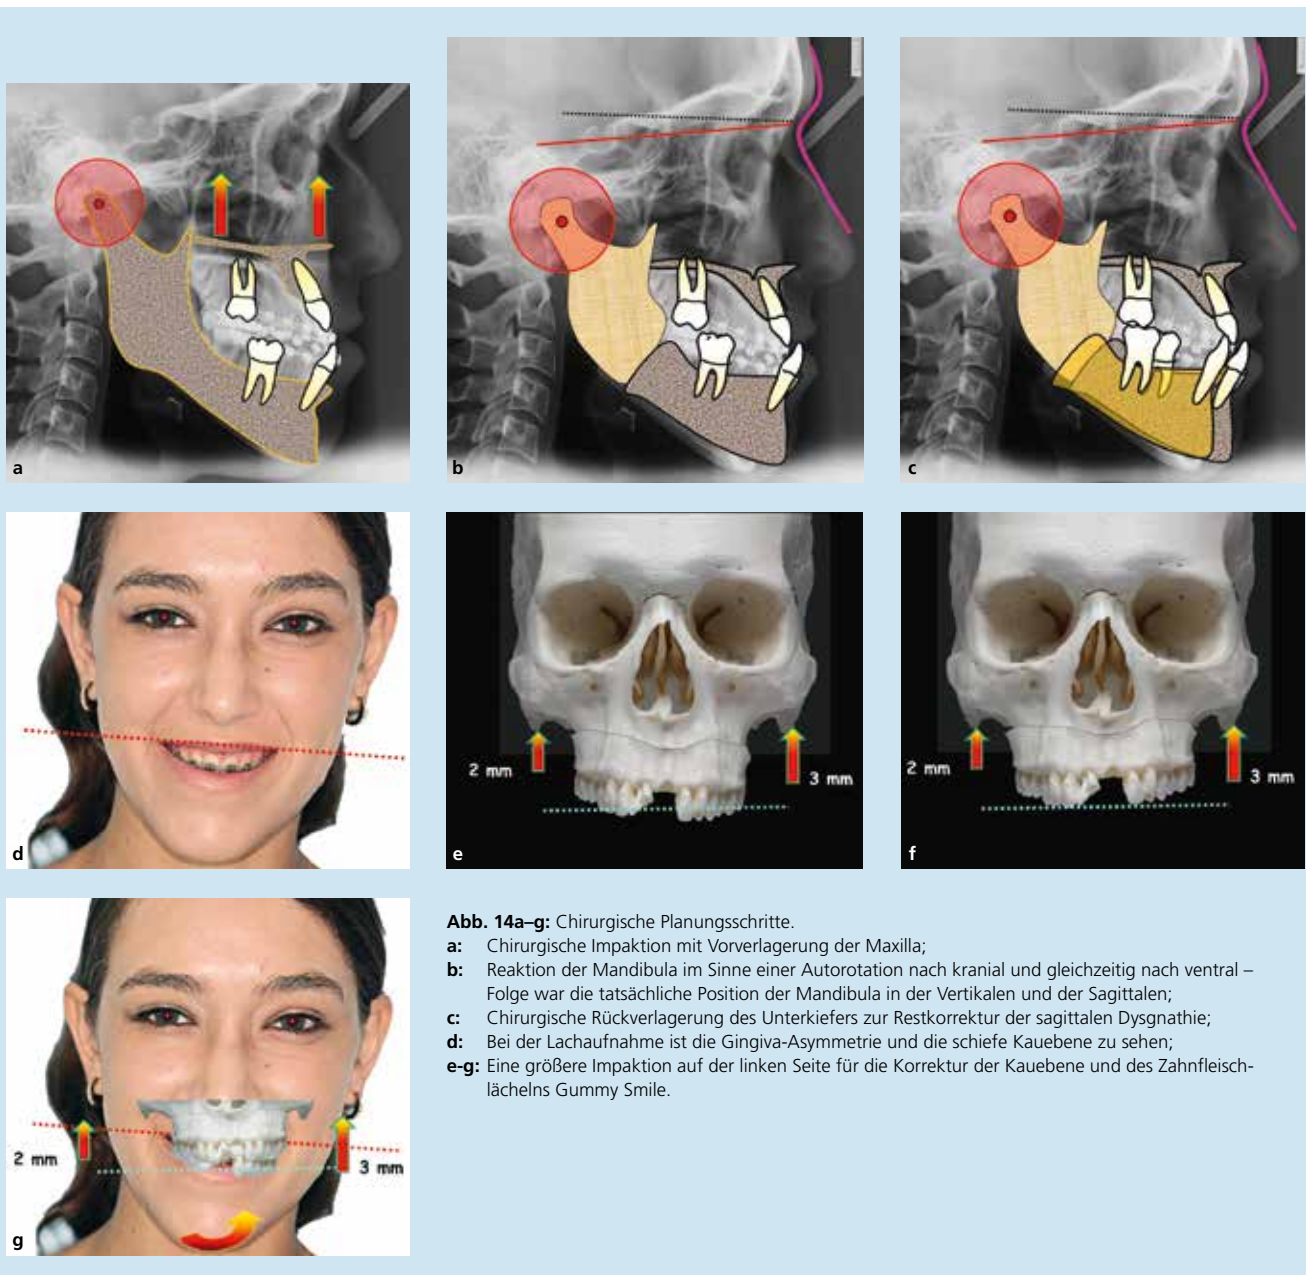 a
b
c
d
2 mm
3 mm
e
2 mm
3 mm
f
2 mm
3 mm
g
Abb. 14a–g: Chirurgische Planungsschritte.
a: Chirurgische Impaktion mit Vorverlagerung der Maxilla;
b: Reaktion der Mandibula im Sinne einer Autorotation nach kranial und gleichzeitig nach ventral –
Folge war die tatsächliche Position der Mandibula in der Vertikalen und der Sagittalen;
c: Chirurgische Rückverlagerung des Unterkiefers zur Restkorrektur der sagittalen Dysgnathie;
d: Bei der Lachaufnahme ist die Gingiva-Asymmetrie und die schiefe Kauebene zu sehen;
e-g: Eine größere Impaktion auf der linken Seite für die Korrektur der Kauebene und des Zahnfleisch-
lächelns Gummy Smile.